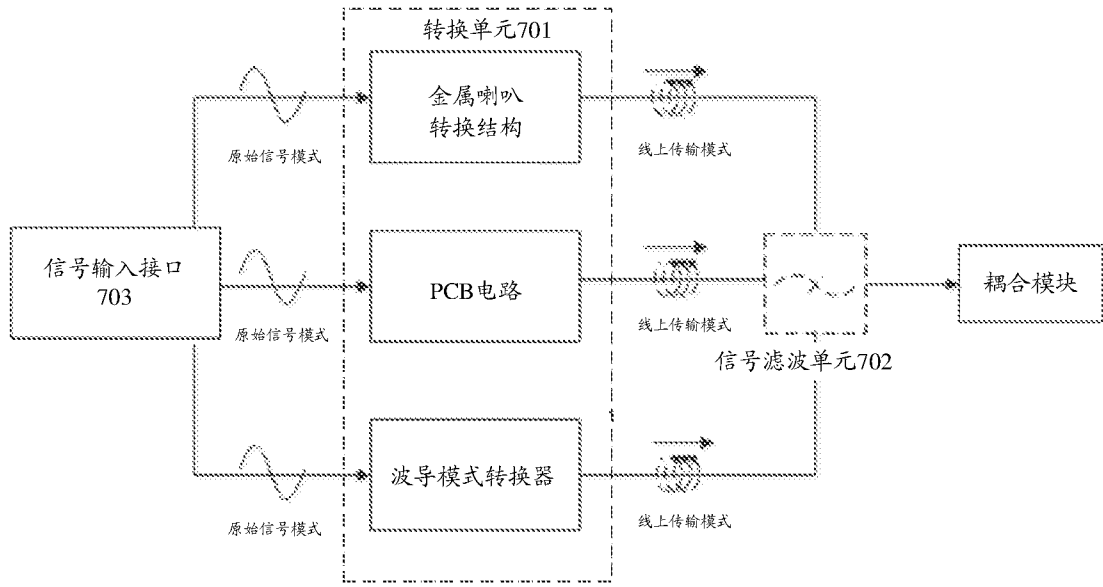 转换单元701
金属喇叭
转换结构
原始信号模式
线上传输模式
信号输入接口
703
PCB电路
耦合模块
原始信号模式
线上传输模式
信号滤波单元702
波导模式转换器
原始信号模式
线上传输模式